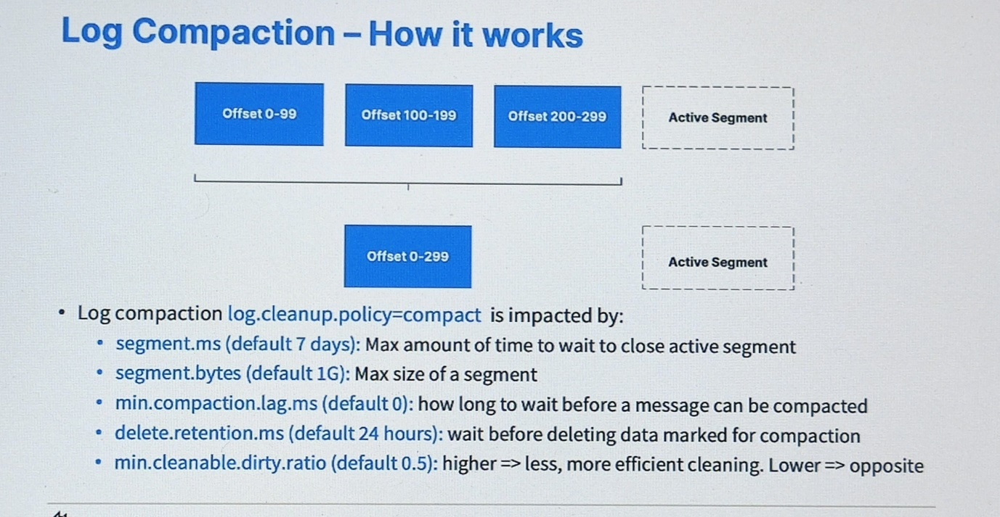 Log Compaction – How it works
Offset 0-99
Offset 100-199
Offset 200-299
Active Segment
Offset 0-299
Active Segment
• Log compaction log.cleanup.policy=compact is impacted by:
• segment.ms (default 7 days): Max amount of time to wait to close active segment
• segment.bytes (default 1G): Max size of a segment
• min.compaction.lag.ms (default 0): how long to wait before a message can be compacted
• delete.retention.ms (default 24 hours): wait before deleting data marked for compaction
• min.cleanable.dirty.ratio (default 0.5): higher => less, more efficient cleaning. Lower => opposite